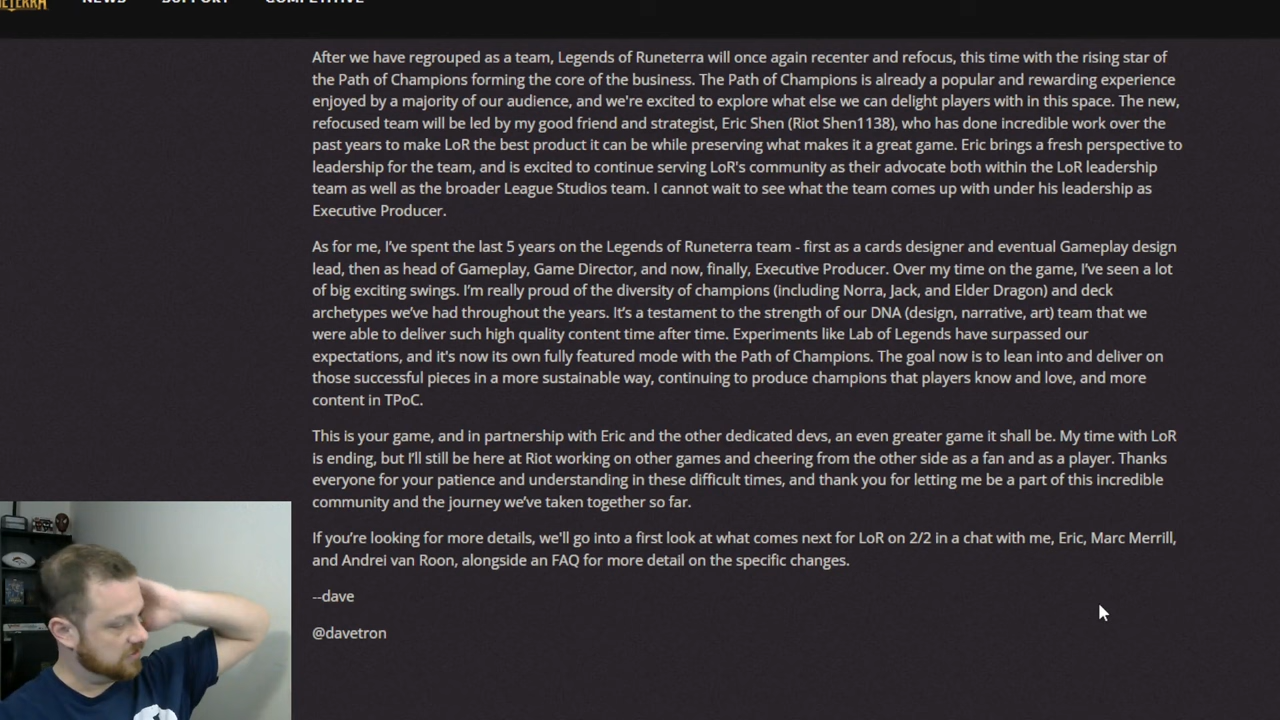 NEWS SUPPORT COMPETITIVE
After we have regrouped as a team, Legends of Runeterra will once again recenter and refocus, this time with the rising star of
the Path of Champions forming the core of the business. The Path of Champions is already a popular and rewarding experience
enjoyed by a majority of our audience, and we're excited to explore what else we can delight players with in this space. The new,
refocused team will be led by my good friend and strategist, Eric Shen (Riot Shen1138), who has done incredible work over the
past years to make LoR the best product it can be while preserving what makes it a great game. Eric brings a fresh perspective to
leadership for the team, and is excited to continue serving LoR's community as their advocate both within the LoR leadership
team as well as the broader League Studios team. I cannot wait to see what the team comes up with under his leadership as
Executive Producer.
As for me, I’ve spent the last 5 years on the Legends of Runeterra team - first as a cards designer and eventual Gameplay design
lead, then as head of Gameplay, Game Director, and now, finally, Executive Producer. Over my time on the game, I’ve seen a lot
of big exciting swings. I’m really proud of the diversity of champions (including Norra, Jack, and Elder Dragon) and deck
archetypes we’ve had throughout the years. It’s a testament to the strength of our DNA (design, narrative, art) team that we
were able to deliver such high quality content time after time. Experiments like Lab of Legends have surpassed our
expectations, and it's now its own fully featured mode with the Path of Champions. The goal now is to lean into and deliver on
those successful pieces in a more sustainable way, continuing to produce champions that players know and love, and more
content in TPoC.
This is your game, and in partnership with Eric and the other dedicated devs, an even greater game it shall be. My time with LoR
is ending, but I’ll still be here at Riot working on other games and cheering from the other side as a fan and as a player. Thanks
everyone for your patience and understanding in these difficult times, and thank you for letting me be a part of this incredible
community and the journey we’ve taken together so far.
If you’re looking for more details, we'll go into a first look at what comes next for LoR on 2/2 in a chat with me, Eric, Marc Merrill,
and Andrei van Roon, alongside an FAQ for more detail on the specific changes.
--dave
@davetron